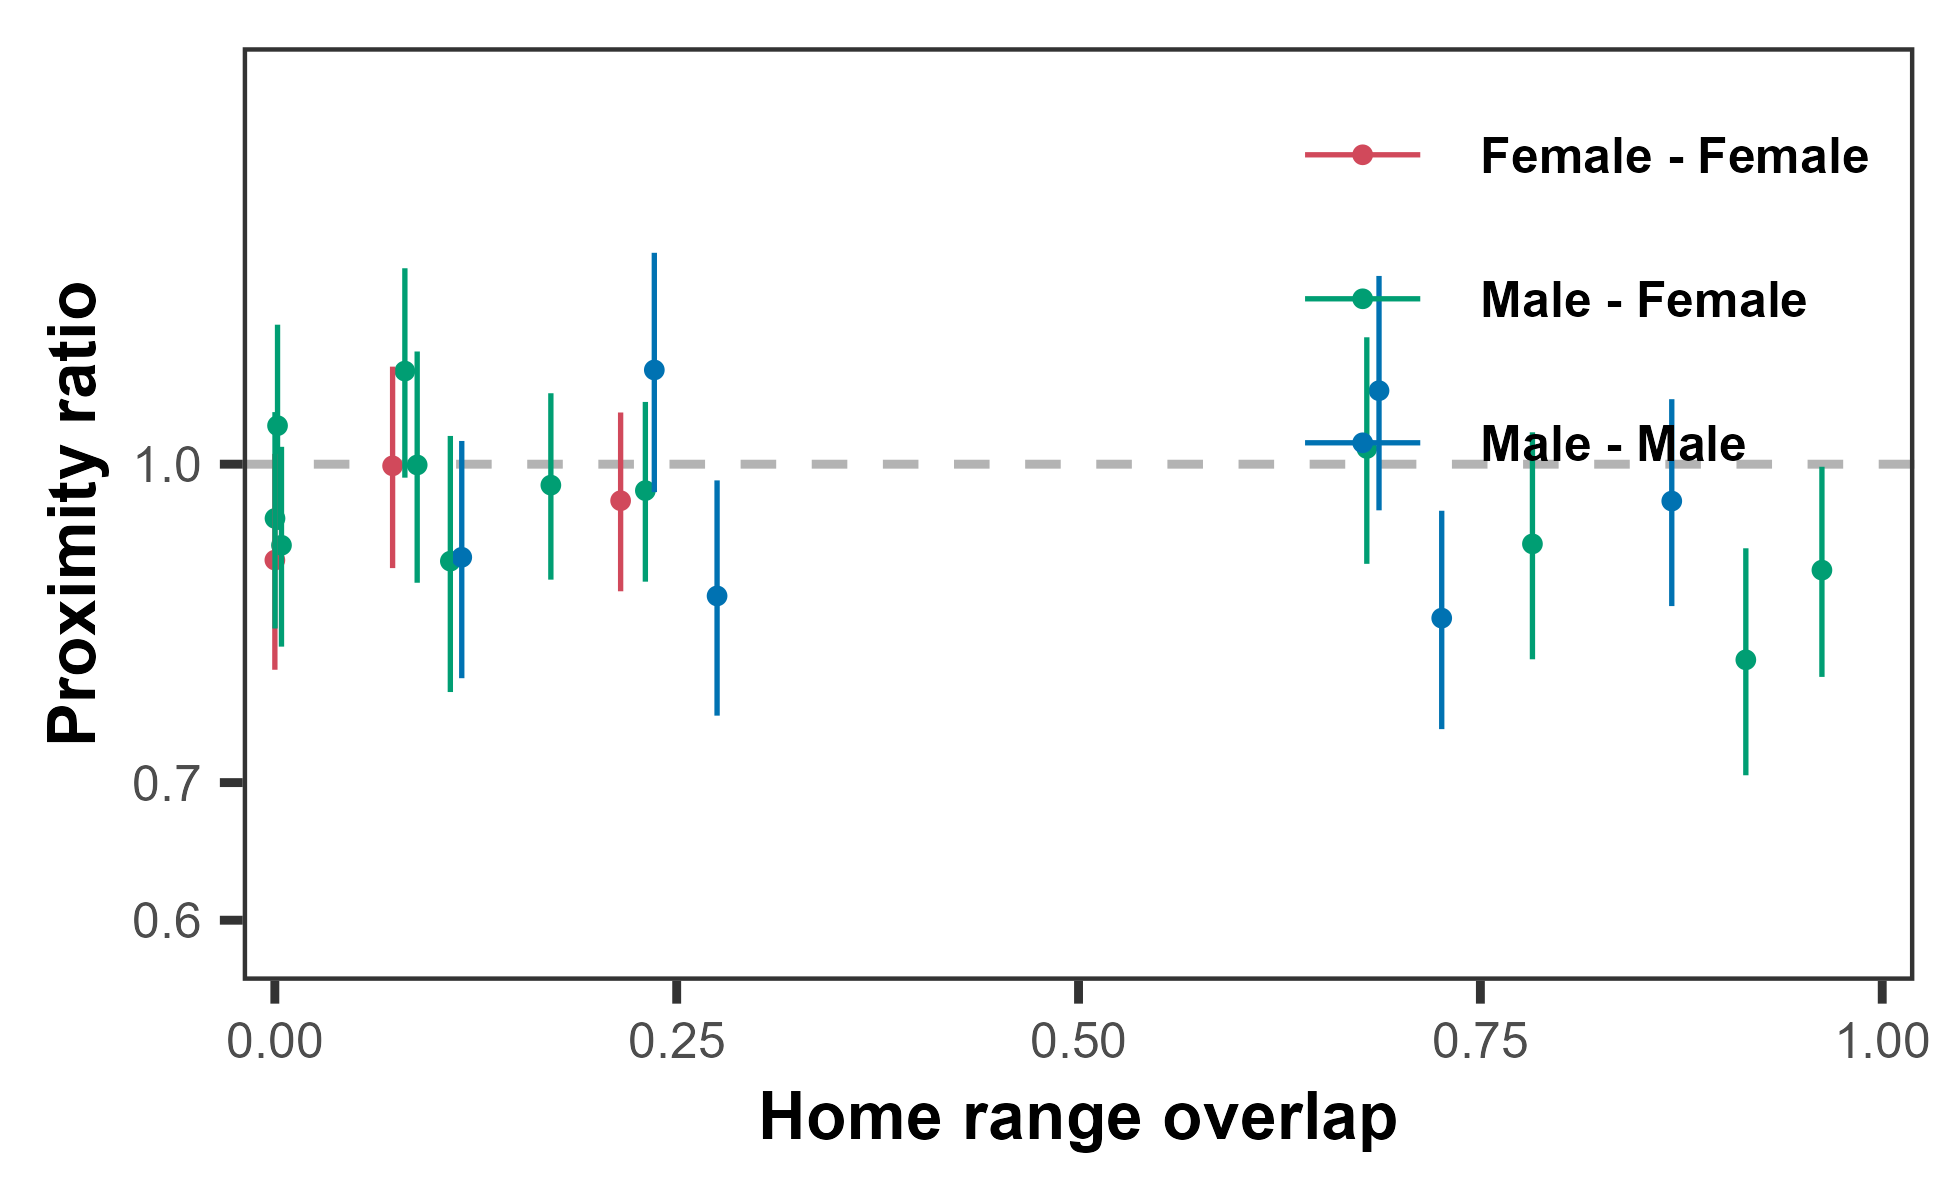 Female - Female
Male - Female
Male - Male
Proximity ratio
1.0
0.7
0.6
0.00
0.25
0.50
0.75
1.00
Home range overlap